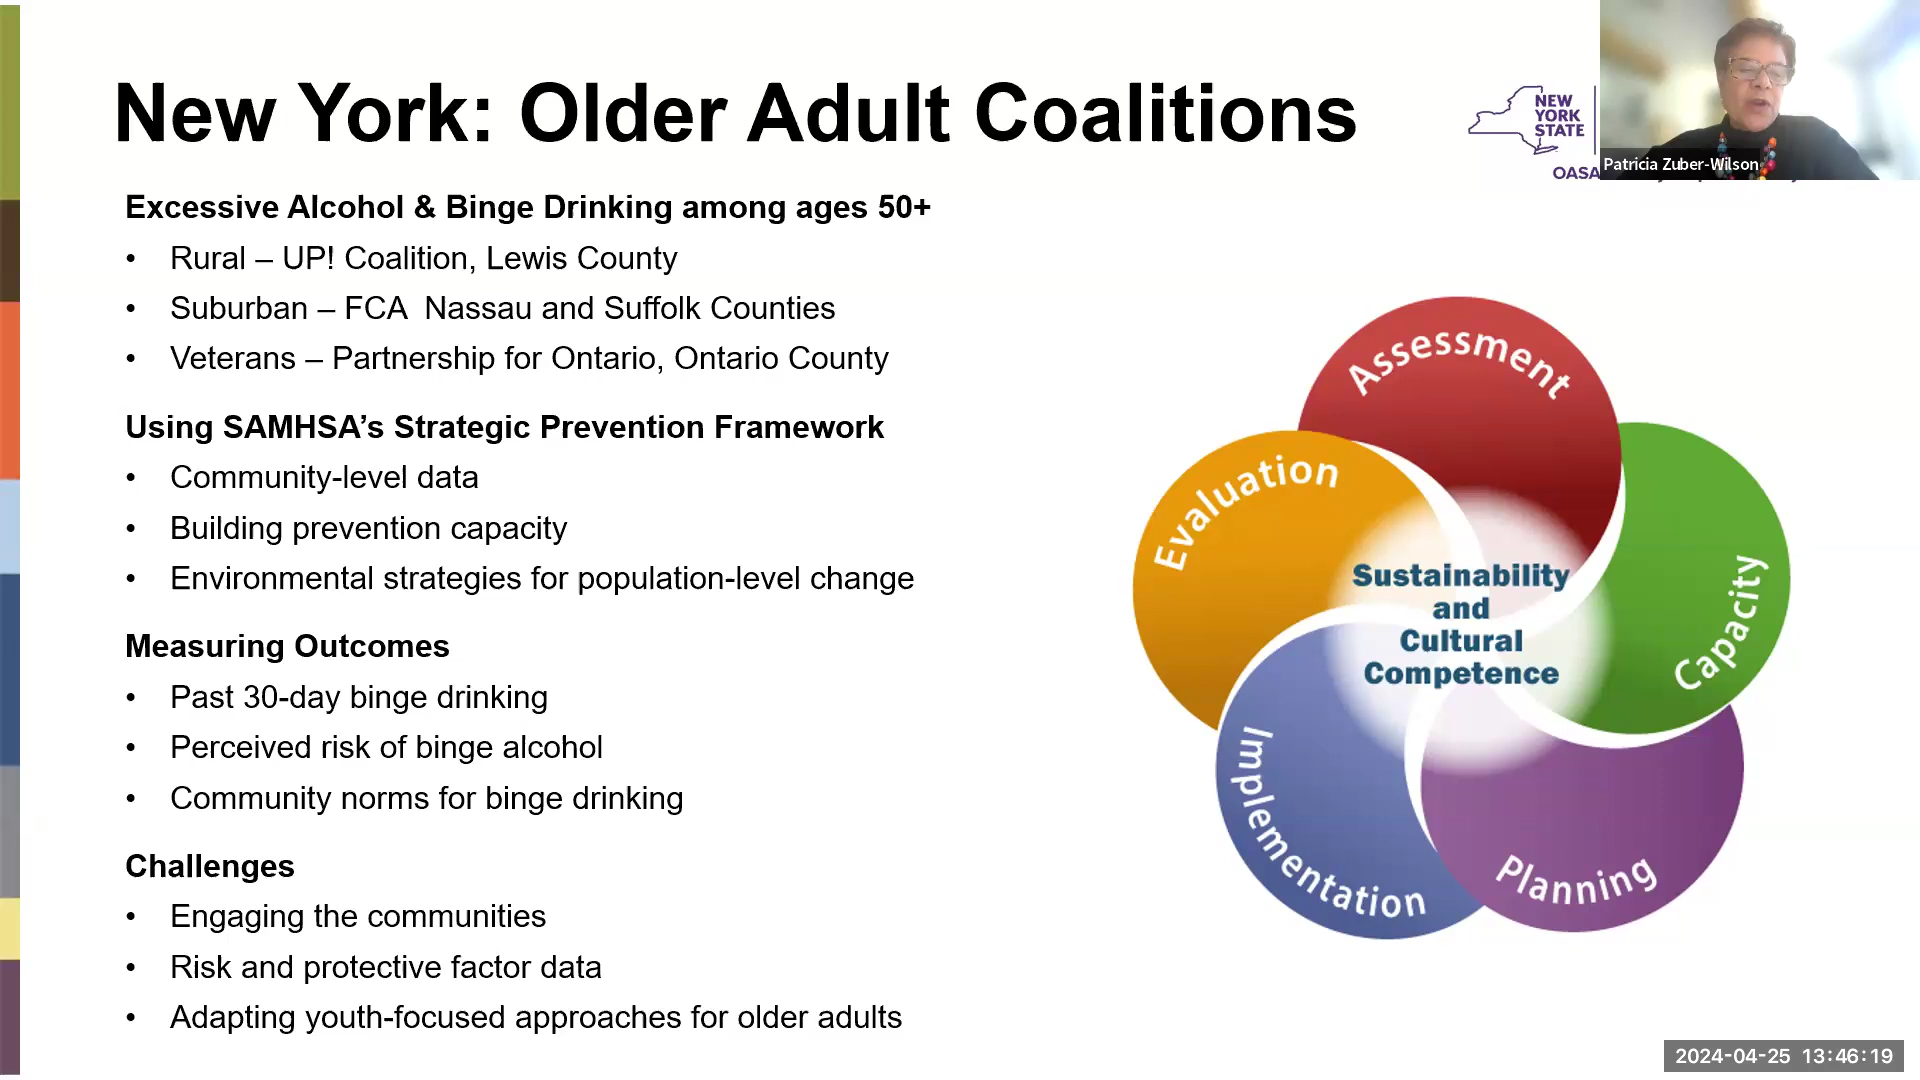 New York: Older Adult Coalitions
NEW
YORK
STATE
OASA
Patricia Zuber-Wilson
Excessive Alcohol & Binge Drinking among ages 50+
• Rural – UP! Coalition, Lewis County
• Suburban – FCA  Nassau and Suffolk Counties
• Veterans – Partnership for Ontario, Ontario County
Using SAMHSA’s Strategic Prevention Framework
• Community-level data
• Building prevention capacity
• Environmental strategies for population-level change
Measuring Outcomes
• Past 30-day binge drinking
• Perceived risk of binge alcohol
• Community norms for binge drinking
Challenges
• Engaging the communities
• Risk and protective factor data
• Adapting youth-focused approaches for older adults
Assessment
Capacity
Planning
Implementation
Evaluation
Sustainability
and
Cultural
Competence
2024-04-25 13:46:19